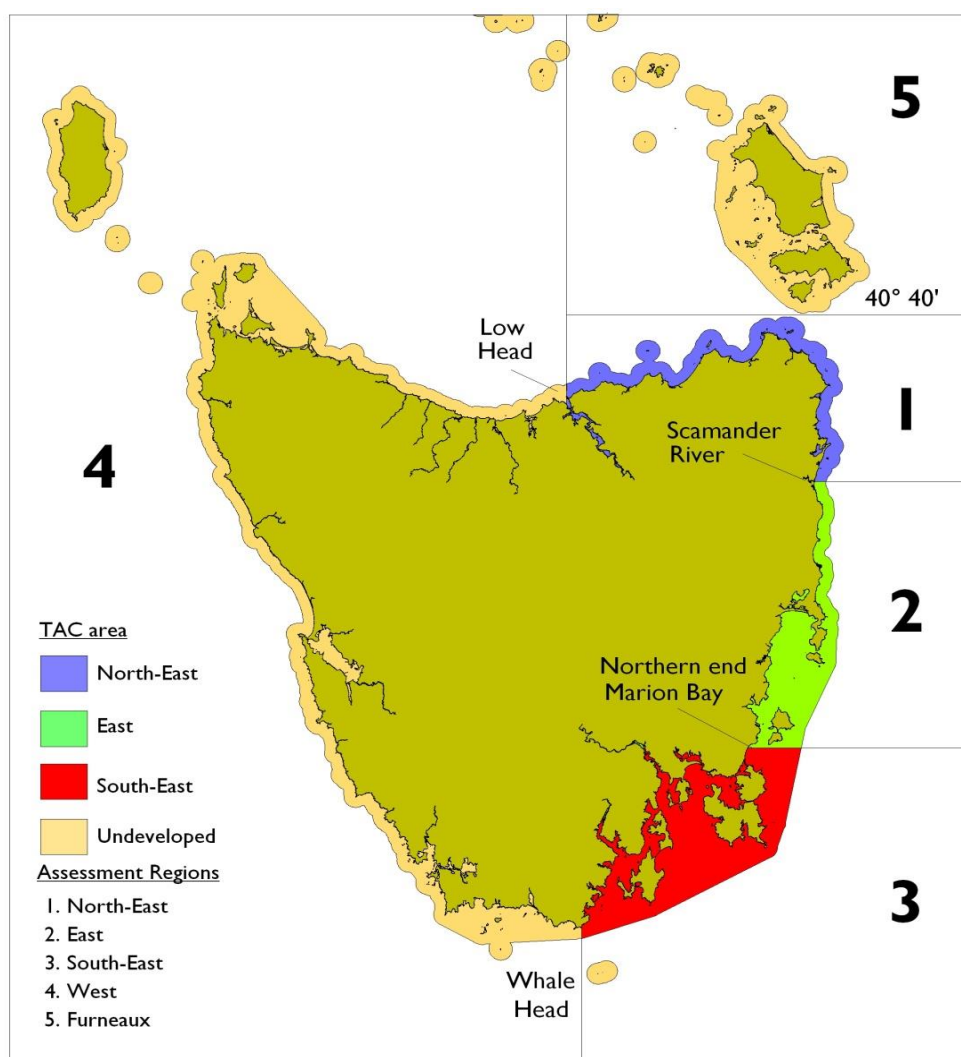 5
40° 40'
Low
Head
1
Scamander
River
4
2
TAC area
North-East
Northern end
Marion Bay
East
South-East
Undeveloped
Assessment Regions
1. North-East
2. East
3. South-East
4. West
5. Furneaux
3
Whale
Head